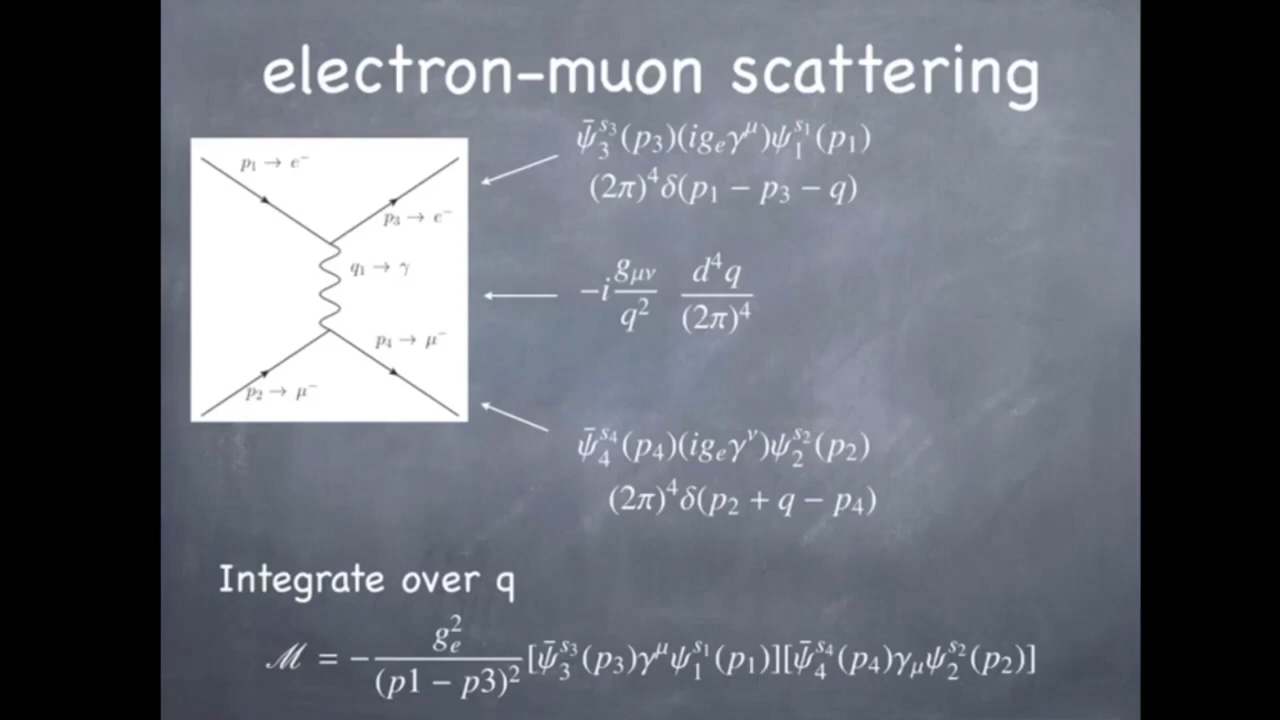 electron-muon scattering
p₁ → e⁻
p₃ → e⁻
q₁ → γ
p₄ → μ⁻
p₂ → μ⁻
ψ̄₃^{s₃}(p₃)(ig_eγ^μ)ψ₁^{s₁}(p₁)
(2π)⁴δ(p₁ − p₃ − q)
−i g_{μν}/q² d⁴q/(2π)⁴
ψ̄₄^{s₄}(p₄)(ig_eγ^ν)ψ₂^{s₂}(p₂)
(2π)⁴δ(p₂ + q − p₄)
Integrate over q
ℳ = − g_e²/(p1 − p3)² [ψ̄₃^{s₃}(p₃)γ^μψ₁^{s₁}(p₁)][ψ̄₄^{s₄}(p₄)γ_μψ₂^{s₂}(p₂)]